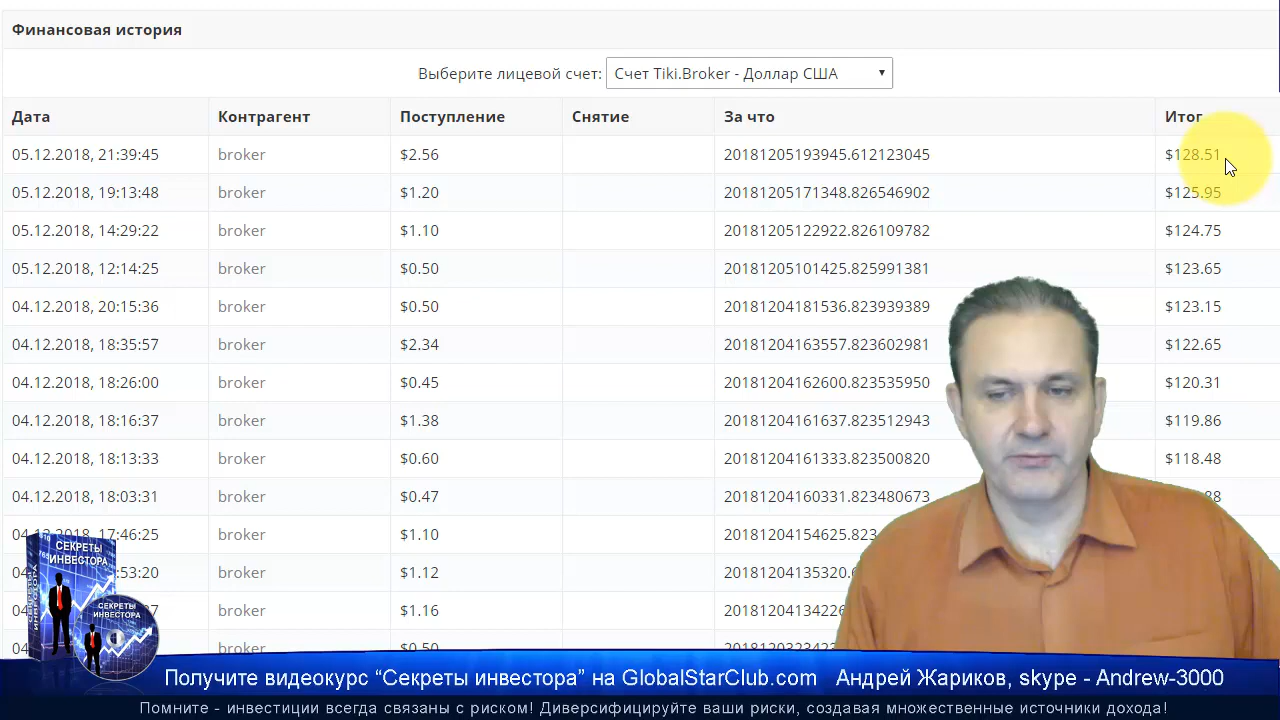 Финансовая история
Выберите лицевой счет: Счет Tiki.Broker - Доллар США
Дата Контрагент Поступление Снятие За что Итог
05.12.2018, 21:39:45 broker $2.56 20181205193945.612123045 $128.51
05.12.2018, 19:13:48 broker $1.20 20181205171348.826546902 $125.95
05.12.2018, 14:29:22 broker $1.10 20181205122922.826109782 $124.75
05.12.2018, 12:14:25 broker $0.50 20181205101425.825991381 $123.65
04.12.2018, 20:15:36 broker $0.50 20181204181536.823939389 $123.15
04.12.2018, 18:35:57 broker $2.34 20181204163557.823602981 $122.65
04.12.2018, 18:26:00 broker $0.45 20181204162600.823535950 $120.31
04.12.2018, 18:16:37 broker $1.38 20181204161637.823512943 $119.86
04.12.2018, 18:13:33 broker $0.60 20181204161333.823500820 $118.48
04.12.2018, 18:03:31 broker $0.47 20181204160331.823480673
broker $1.10
broker $1.12
broker $1.16
broker $0.50
СЕКРЕТЫ
ИНВЕСТОРА
СЕКРЕТЫ
ИНВЕСТОРА
Получите видеокурс “Секреты инвестора” на GlobalStarClub.com Андрей Жариков, skype - Andrew-3000
Помните - инвестиции всегда связаны с риском! Диверсифицируйте ваши риски, создавая множественные источники дохода!